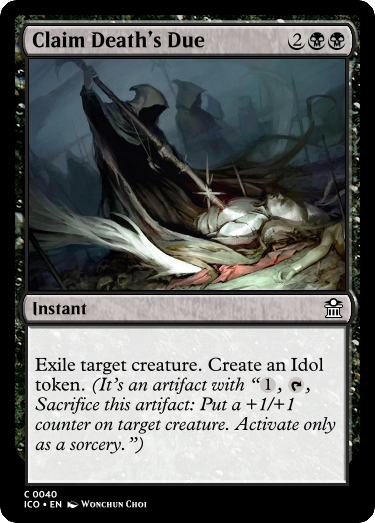 Claim Death's Due 2
Instant
Exile target creature. Create an Idol
token. (It's an artifact with "1, T,
Sacrifice this artifact: Put a +1/+1
counter on target creature. Activate only
as a sorcery.")
C 0040
ICO • EN Wonchun Choi